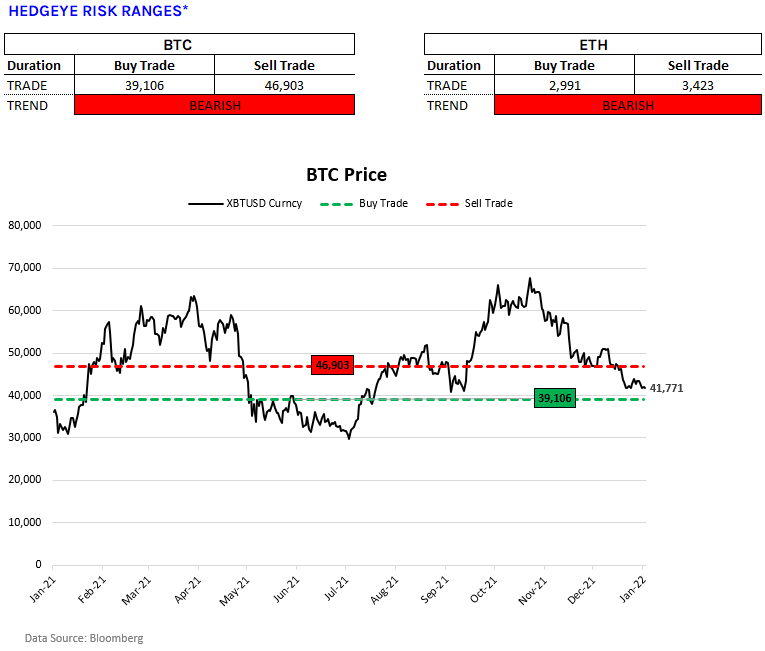 HEDGEYE RISK RANGES*
BTC
Duration Buy Trade Sell Trade
TRADE 39,106 46,903
TREND BEARISH
ETH
Duration Buy Trade Sell Trade
TRADE 2,991 3,423
TREND BEARISH
BTC Price
XBTUSD Curncy Buy Trade Sell Trade
80,000
70,000
60,000
50,000
46,903
40,000
41,771
39,106
30,000
20,000
10,000
0
Jan-21 Feb-21 Mar-21 Apr-21 May-21 Jun-21 Jul-21 Aug-21 Sep-21 Oct-21 Nov-21 Dec-21 Jan-22
Data Source: Bloomberg